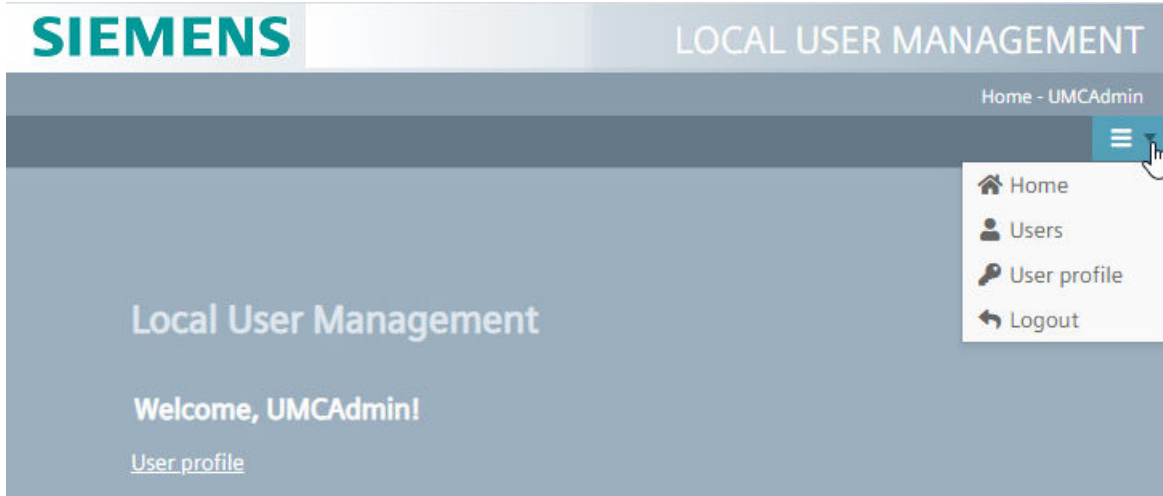 SIEMENS
LOCAL USER MANAGEMENT
Home - UMCAdmin
Home
Users
User profile
Logout
Local User Management
Welcome, UMCAdmin!
User profile